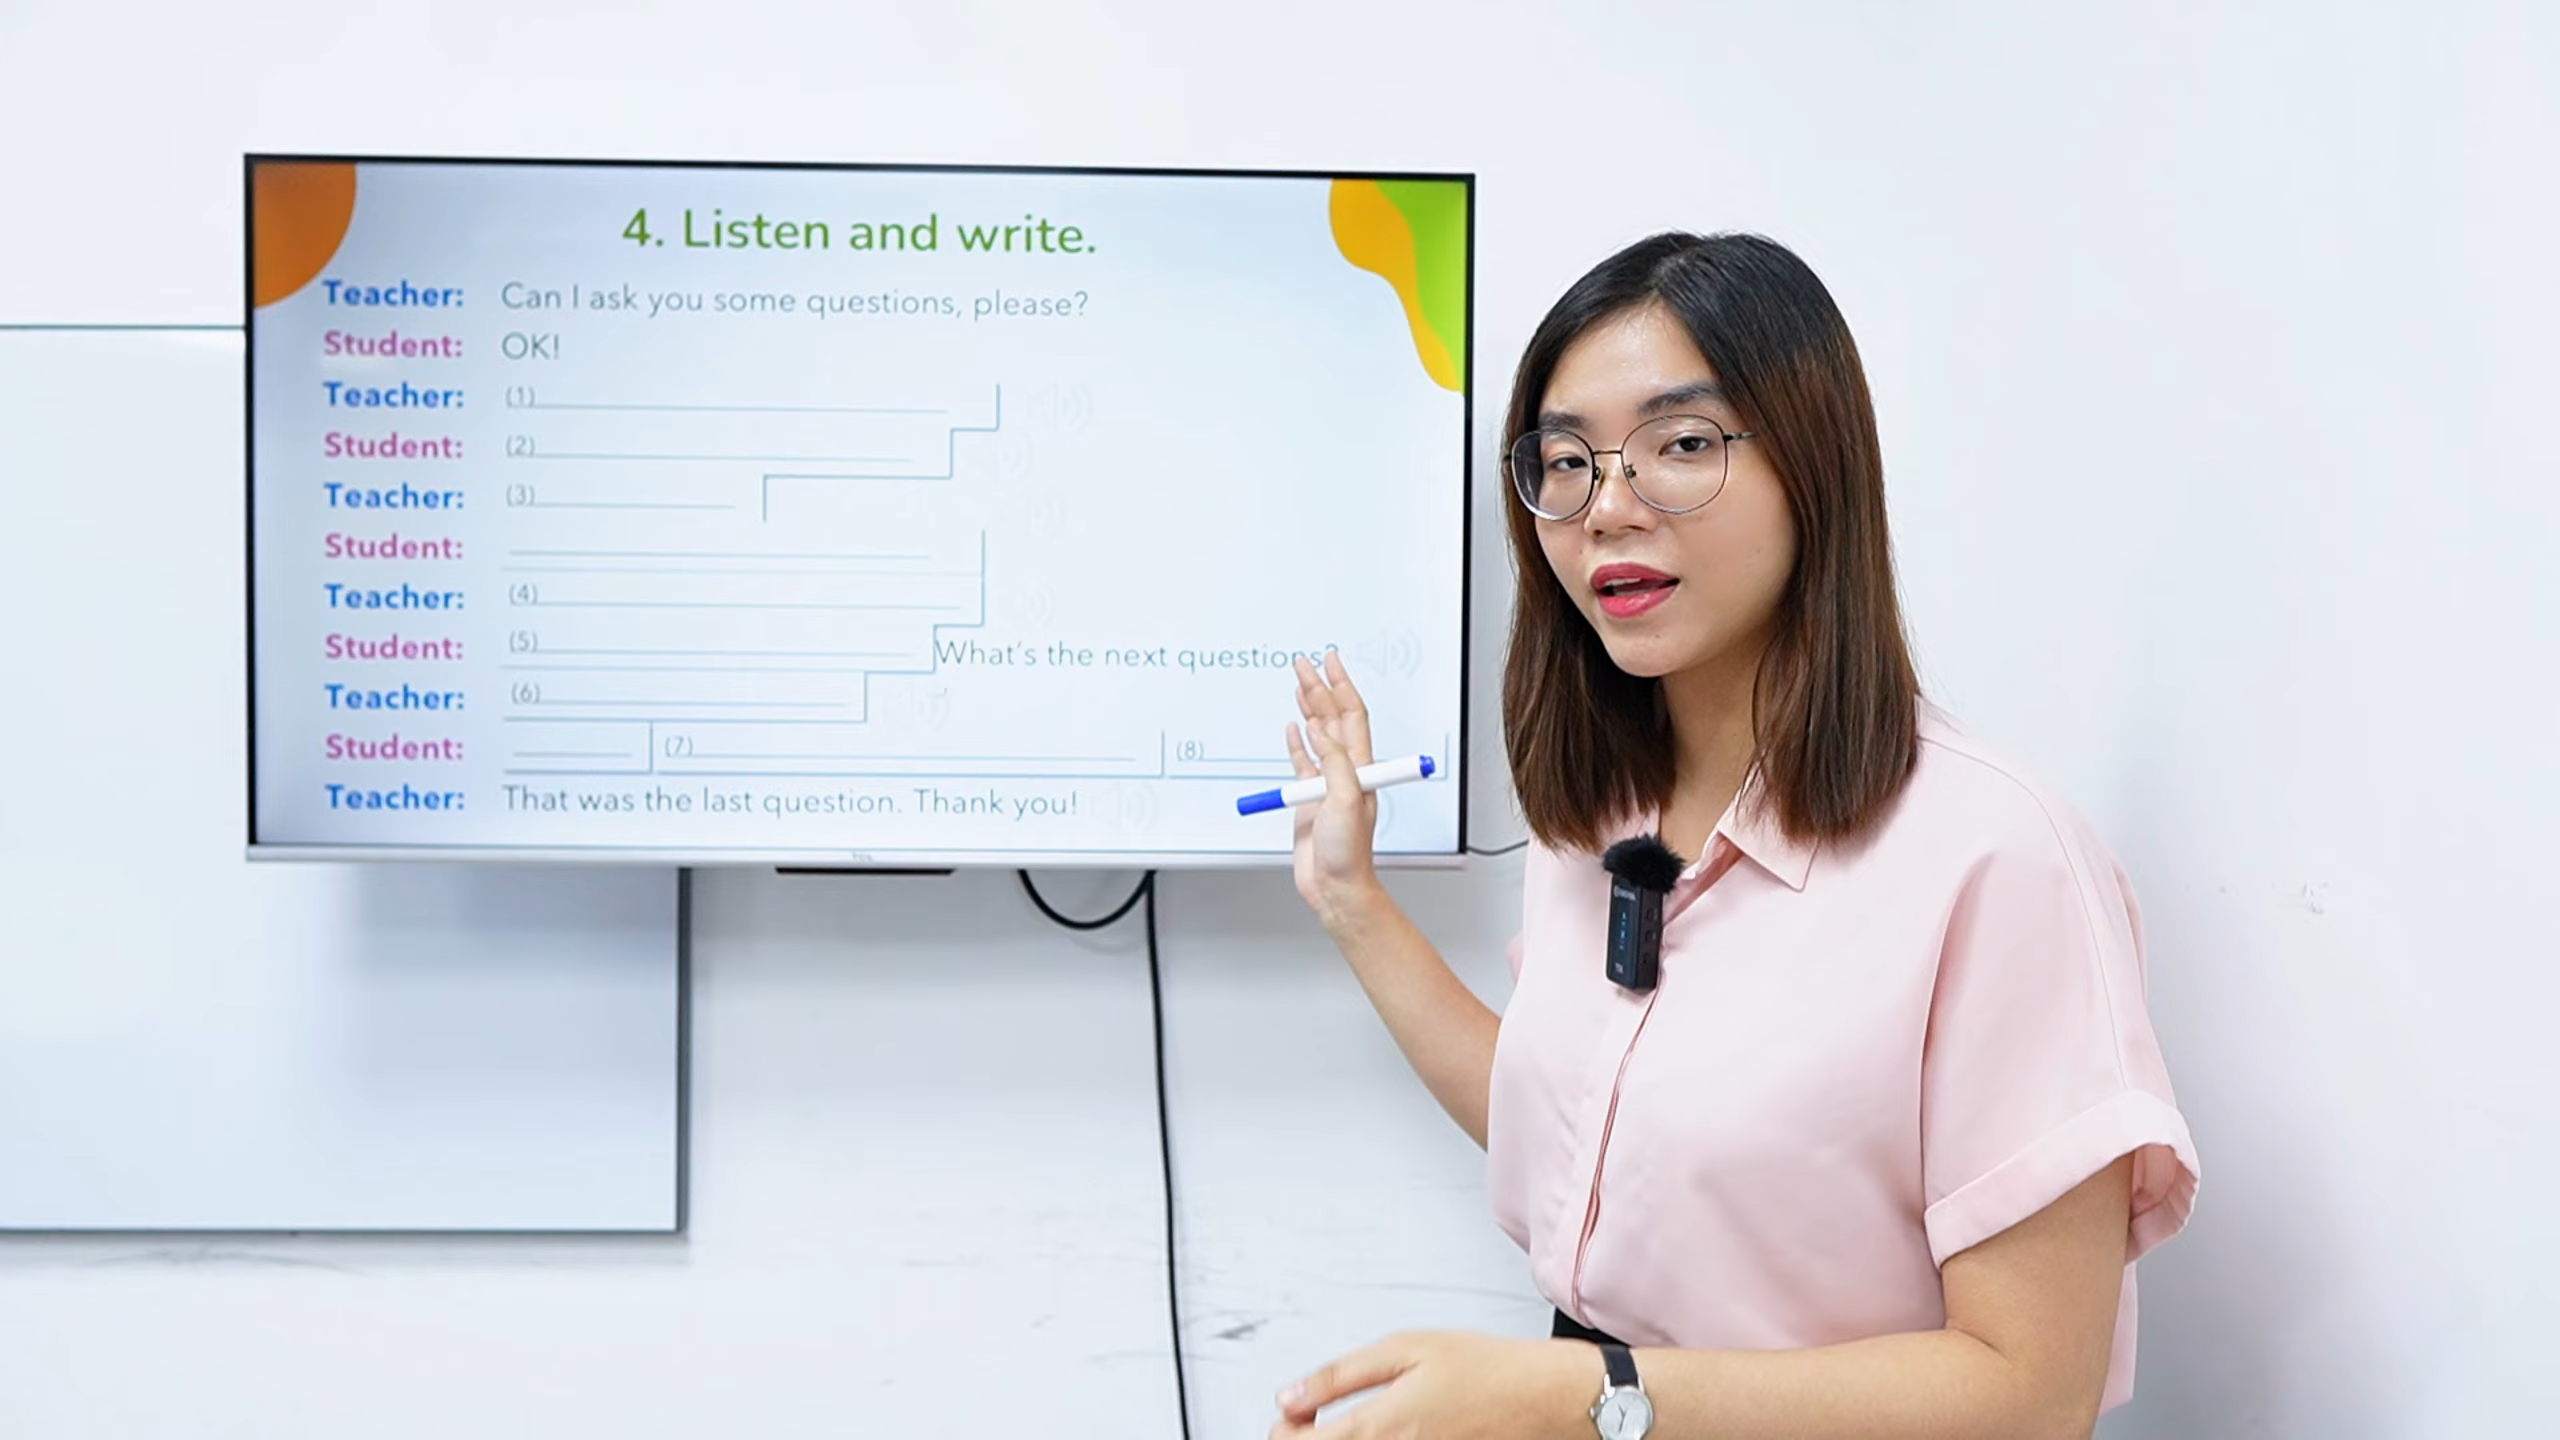 4. Listen and write.
Teacher: Can I ask you some questions, please?
Student: OK!
Teacher: (1)
Student: (2)
Teacher: (3)
Student:
Teacher: (4)
Student: (5) What's the next questions?
Teacher: (6)
Student: (7) (8)
Teacher: That was the last question. Thank you!